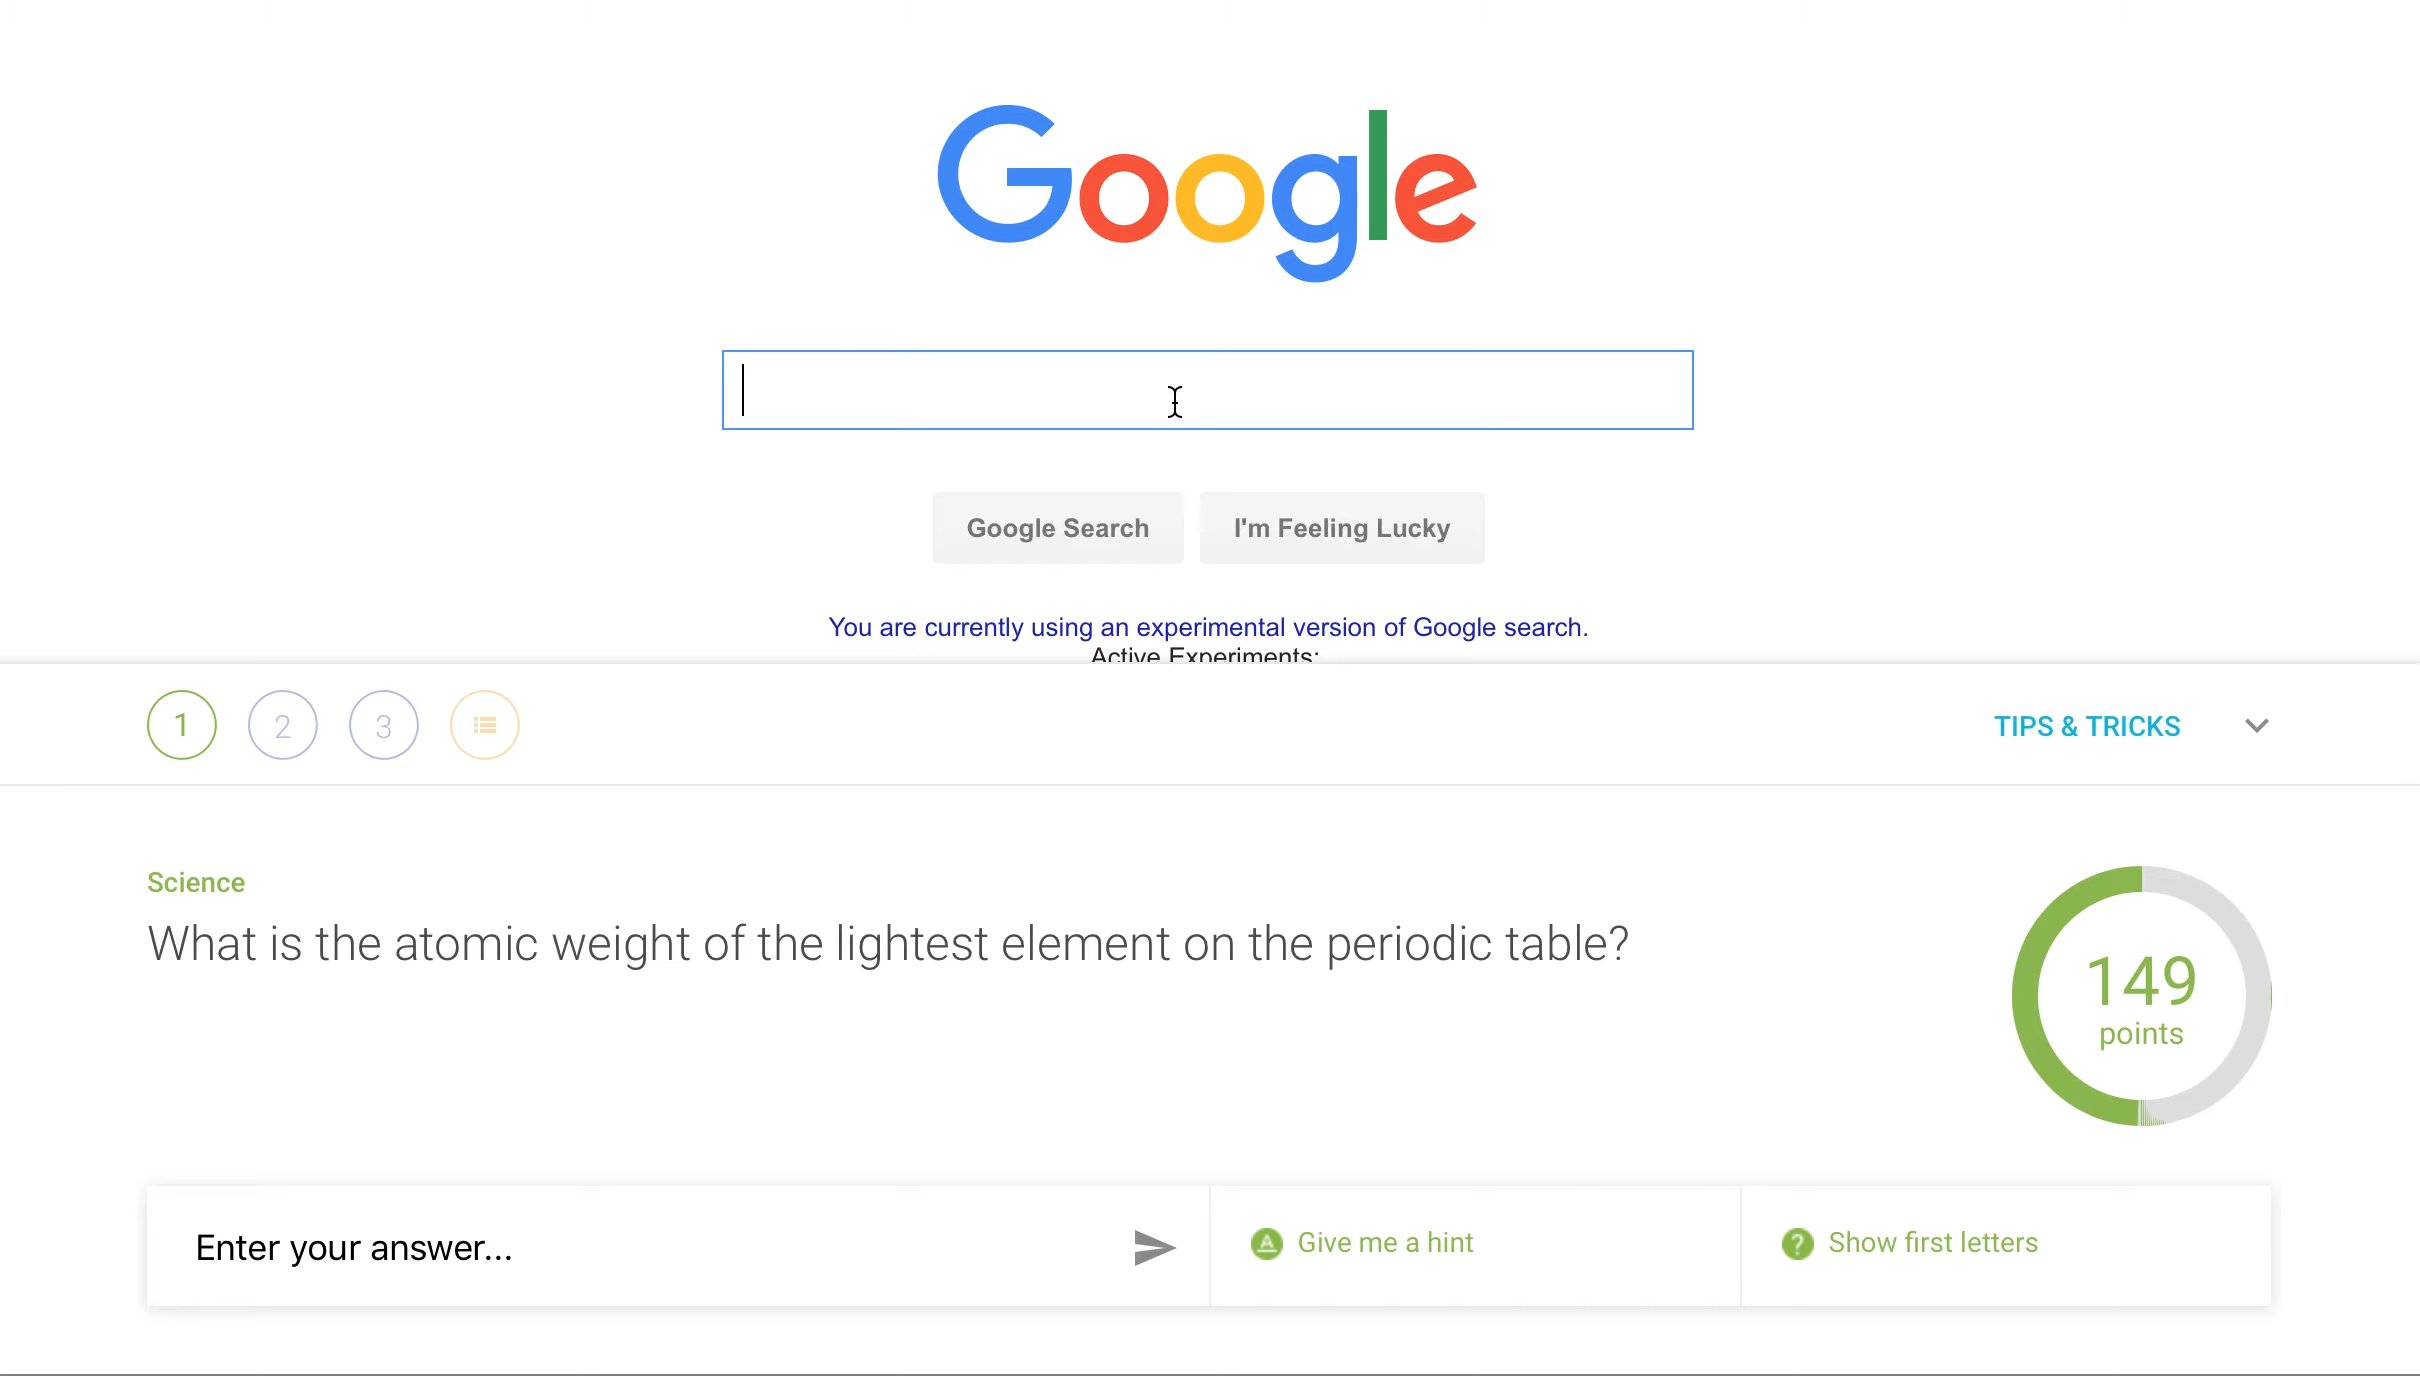 Google
Google Search
I'm Feeling Lucky
You are currently using an experimental version of Google search.
Active Experiments:
1
2
3
TIPS & TRICKS
Science
What is the atomic weight of the lightest element on the periodic table?
149
points
Enter your answer...
Give me a hint
Show first letters